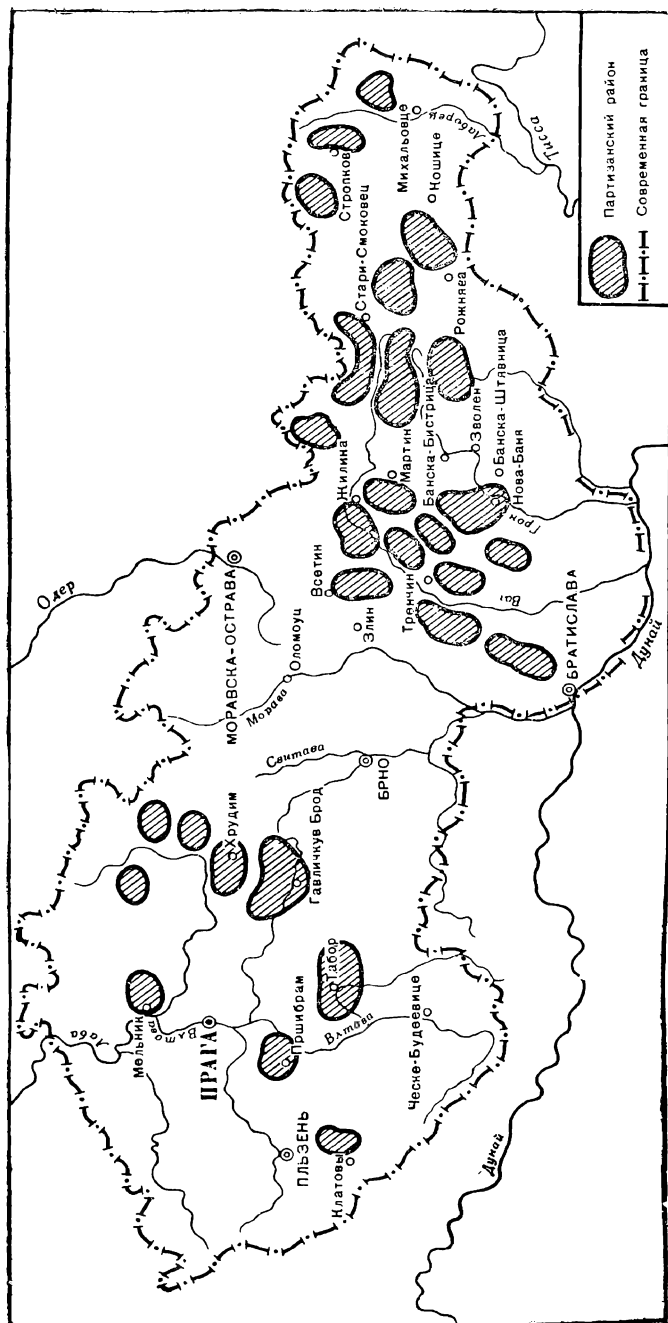 Одер
МОРАВСКА-ОСТРАВА
Оломоуц
Морава
Свитава
БРНО
Хрудим
Гавличкув Брод
Лаба
Мельник
Влтава
ПРАГА
Пршибрам
Табор
Влтава
Ческе-Будеевице
ПЛЬЗЕНЬ
Клатовы
Дунай
Всетин
Злин
Жилина
Мартин
Тренчин
Ваг
БРАТИСЛАВА
Дунай
Банска-Бистрица
Зволен
Банска-Штявница
Нова-Баня
Грон
Стари-Смоковец
Рожнява
Кошице
Стропков
Михальовце
Лаборец
Тисса
Партизанский район
Современная граница